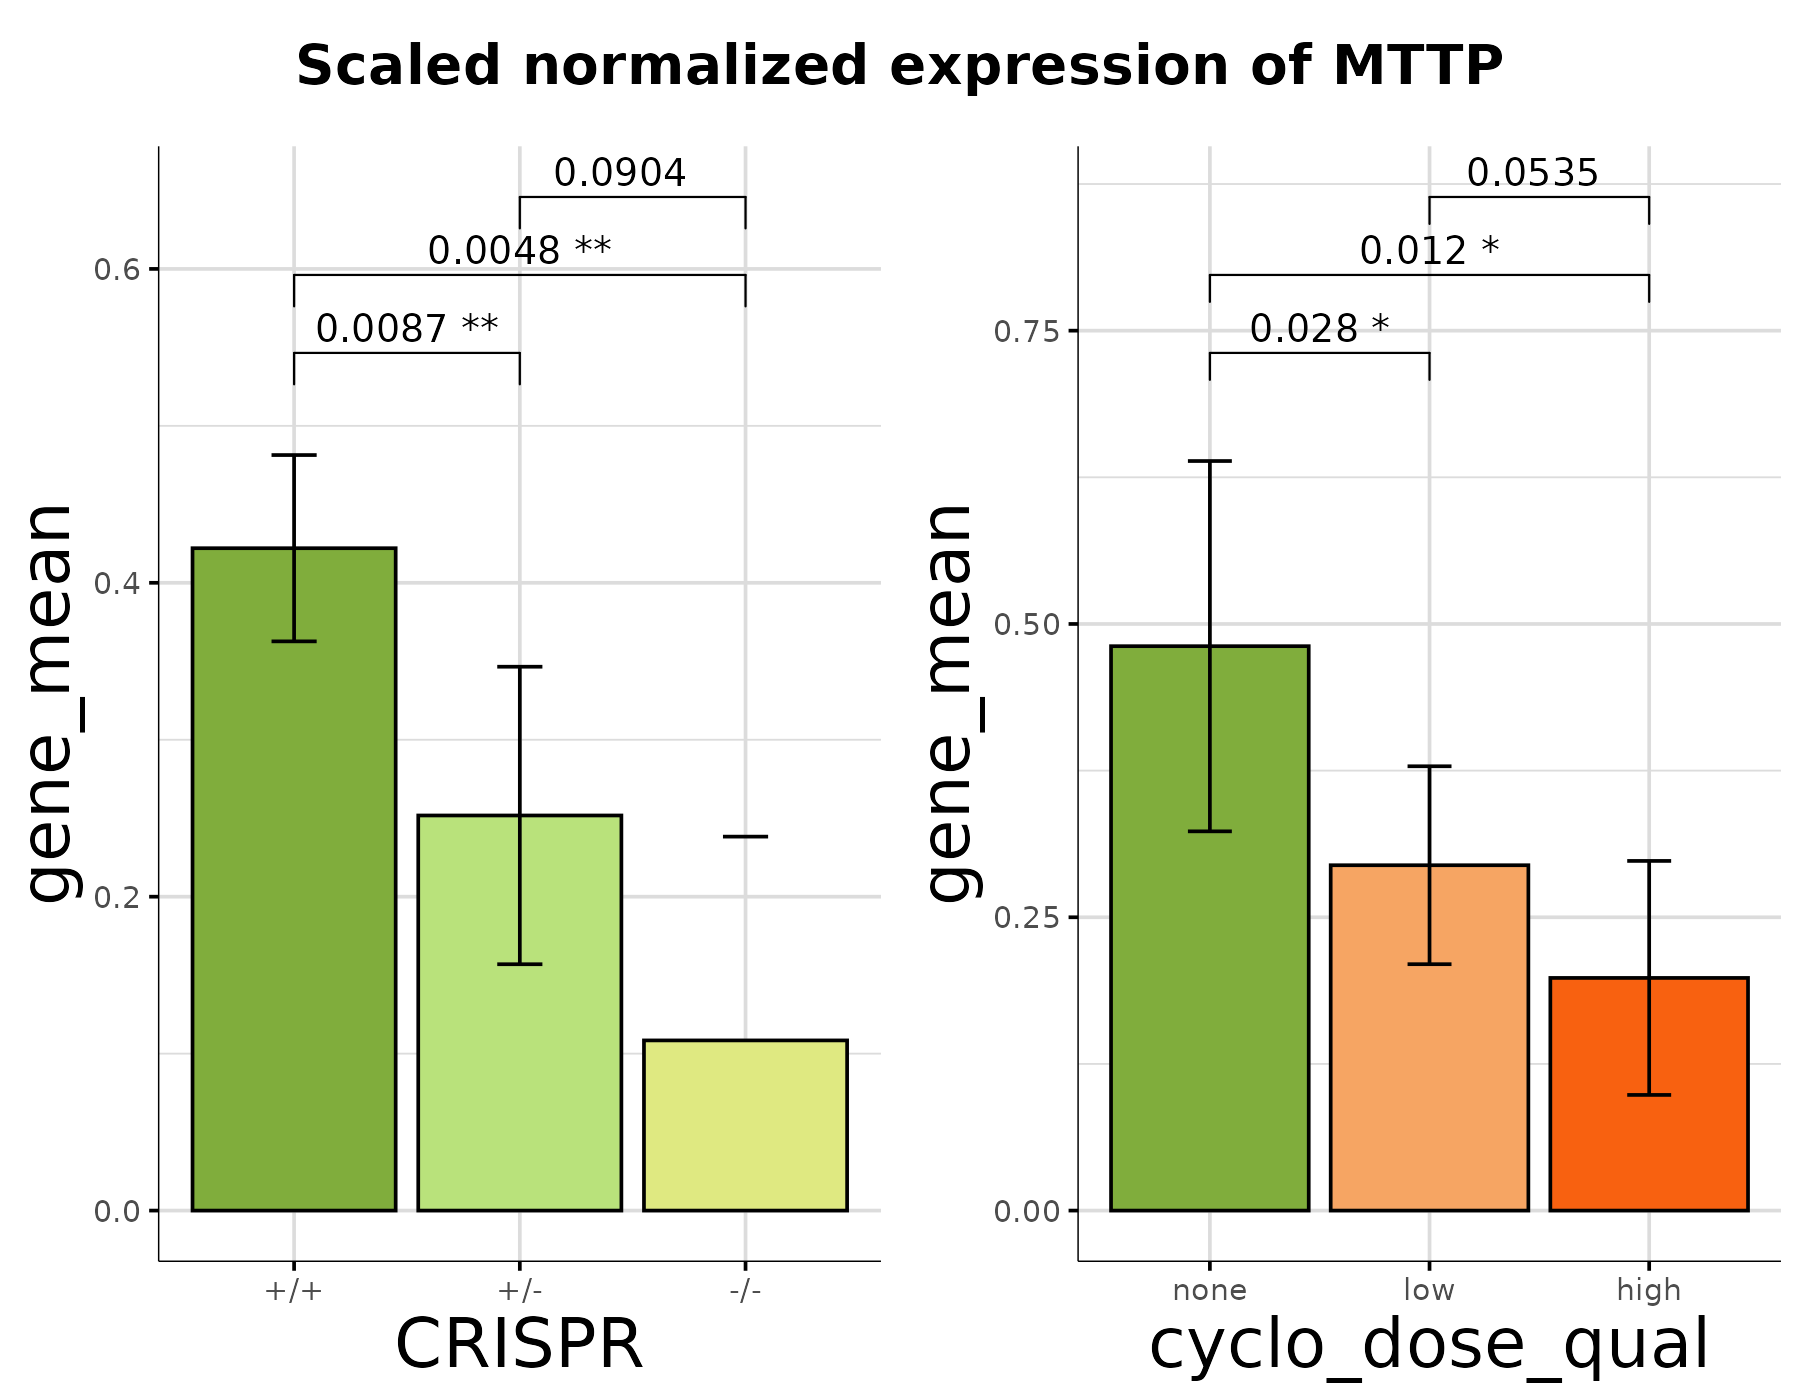 Scaled normalized expression of MTTP
gene_mean
0.6
0.4
0.2
0.0
0.0904
0.0048 **
0.0087 **
+/+
+/-
-/-
CRISPR
gene_mean
0.75
0.50
0.25
0.00
0.0535
0.012 *
0.028 *
none
low
high
cyclo_dose_qual